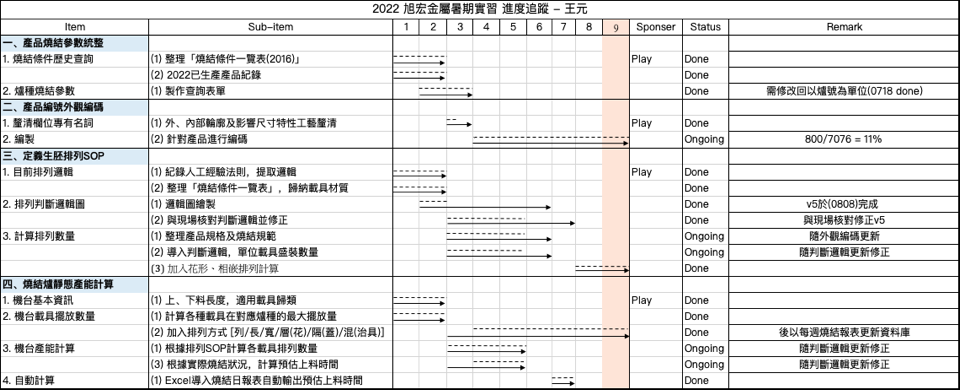 2022 旭宏金屬暑期實習 進度追蹤 – 王元
Item Sub-item 1 2 3 4 5 6 7 8 9 Sponser Status Remark
一、產品燒結參數統整
1. 燒結條件歷史查詢 (1) 整理「燒結條件一覽表(2016)」 Play Done
(2) 2022已生產產品紀錄 Done
2. 爐種燒結參數 (1) 製作查詢表單 Done 需修改回以爐號為單位(0718 done)
二、產品編號外觀編碼
1. 釐清欄位專有名詞 (1) 外、內部輪廓及影響尺寸特性工藝釐清 Play Done
2. 編製 (2) 針對產品進行編碼 Ongoing 800/7076 = 11%
三、定義生胚排列SOP
1. 目前排列邏輯 (1) 紀錄人工經驗法則，提取邏輯 Play Done
(2) 整理「燒結條件一覽表」，歸納載具材質 Done
2. 排列判斷邏輯圖 (1) 邏輯圖繪製 Done v5於(0808)完成
(2) 與現場核對判斷邏輯並修正 Done 與現場核對修正v5
3. 計算排列數量 (1) 整理產品規格及燒結規範 Ongoing 隨外觀編碼更新
(2) 導入判斷邏輯，單位載具盛裝數量 Ongoing 隨判斷邏輯更新修正
(3) 加入花形、相嵌排列計算 Done
四、燒結爐靜態產能計算
1. 機台基本資訊 (1) 上、下料長度，適用載具歸類 Play Done
2. 機台載具擺放數量 (1) 計算各種載具在對應爐種的最大擺放量 Done
(2) 加入排列方式 [列/長/寬/層(花)/隔(蓋)/混(治具)] Done 後以每週燒結報表更新資料庫
3. 機台產能計算 (1) 根據排列SOP計算各載具排列數量 Ongoing 隨判斷邏輯更新修正
(3) 根據實際燒結狀況，計算預估上料時間 Ongoing 隨判斷邏輯更新修正
4. 自動計算 (1) Excel導入燒結日報表自動輸出預估上料時間 Done